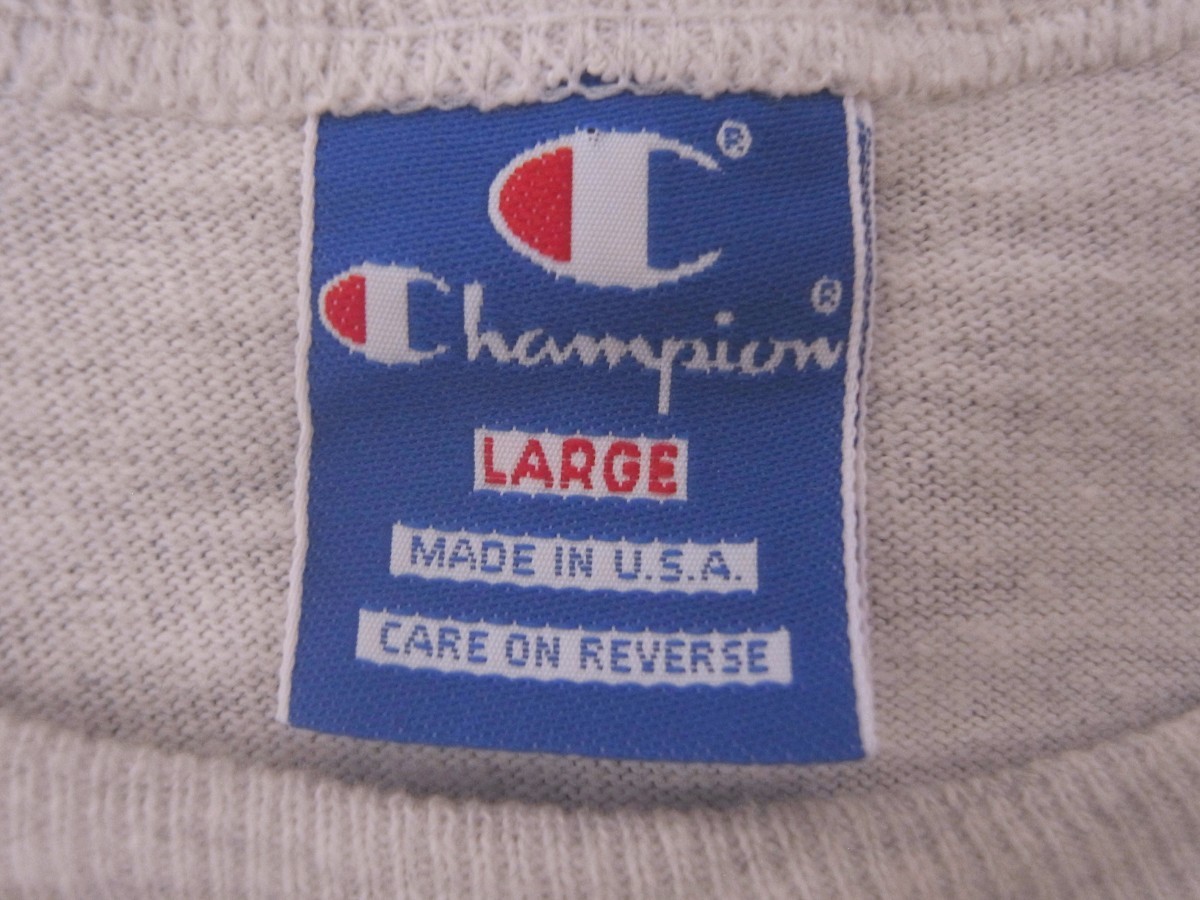 C®
Champion®
LARGE
MADE IN U.S.A.
CARE ON REVERSE